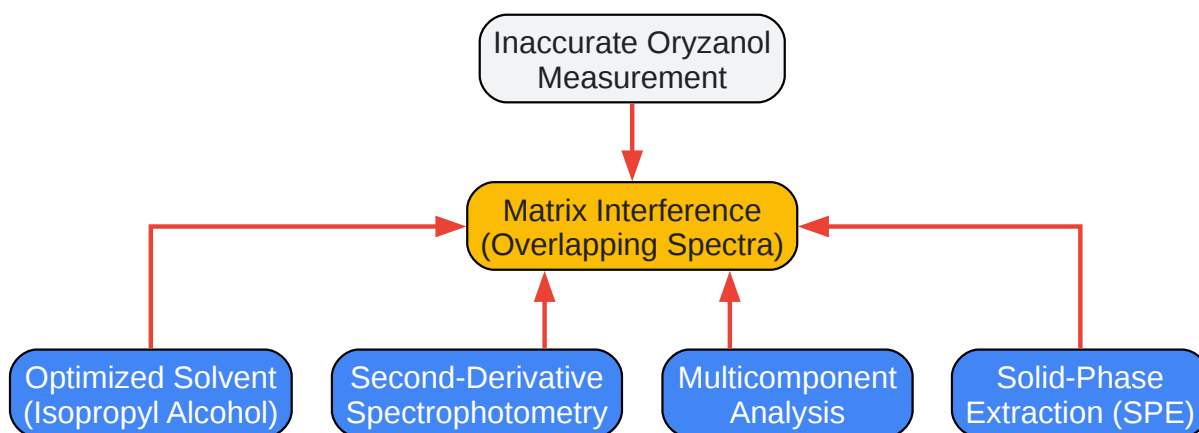 Inaccurate Oryzanol
Measurement
Matrix Interference
(Overlapping Spectra)
Optimized Solvent
(Isopropyl Alcohol)
Second-Derivative
Spectrophotometry
Multicomponent
Analysis
Solid-Phase
Extraction (SPE)